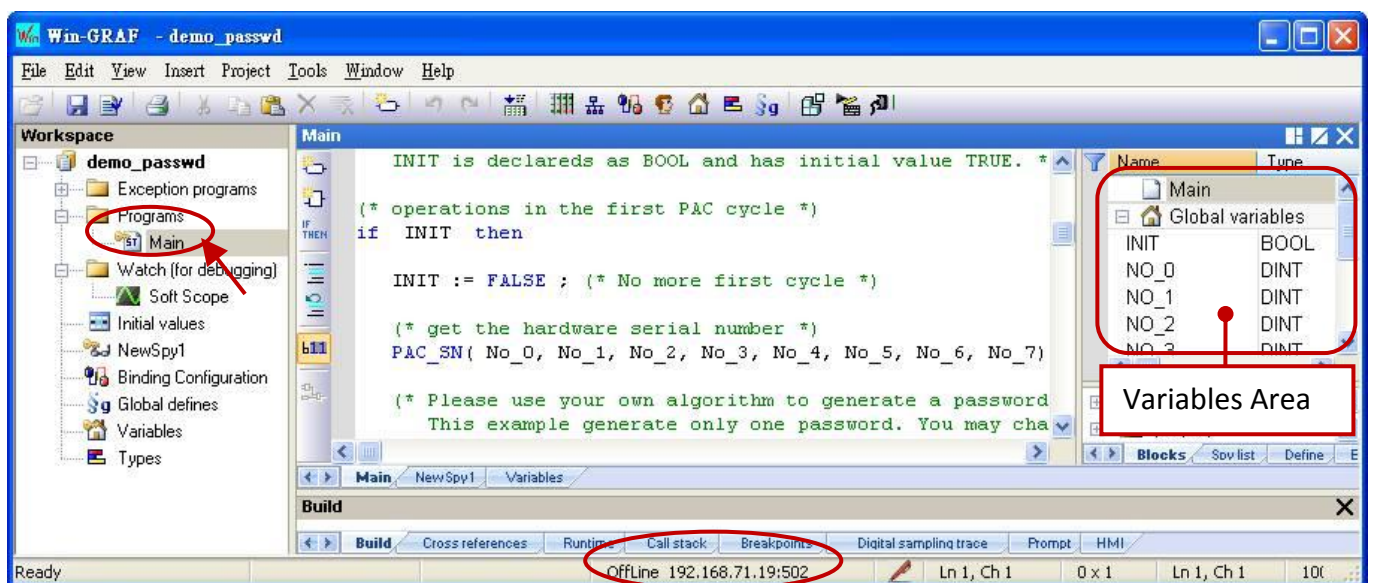 Win-GRAF - demo_passwd
File Edit View Insert Project Tools Window Help
Workspace
demo_passwd
Exception programs
Programs
Main
Watch (for debugging)
Soft Scope
Initial values
NewSpy1
Binding Configuration
Global defines
Variables
Types
Main
INIT is declareds as BOOL and has initial value TRUE. *
(* operations in the first PAC cycle *)
if INIT then
INIT := FALSE ; (* No more first cycle *)
(* get the hardware serial number *)
PAC_SN( No_0, No_1, No_2, No_3, No_4, No_5, No_6, No_7)
(* Please use your own algorithm to generate a password
This example generate only one password. You may cha
IF
THEN
Name Type
Main
Global variables
INIT BOOL
NO_0 DINT
NO_1 DINT
NO_2 DINT
NO_3 DINT
Variables Area
Blocks Spy list Define E
Main NewSpy1 Variables
Build
Build Cross references Runtime Call stack Breakpoints Digital sampling trace Prompt HMI
Ready OffLine 192.168.71.19:502 Ln 1, Ch 1 0 x 1 Ln 1, Ch 1